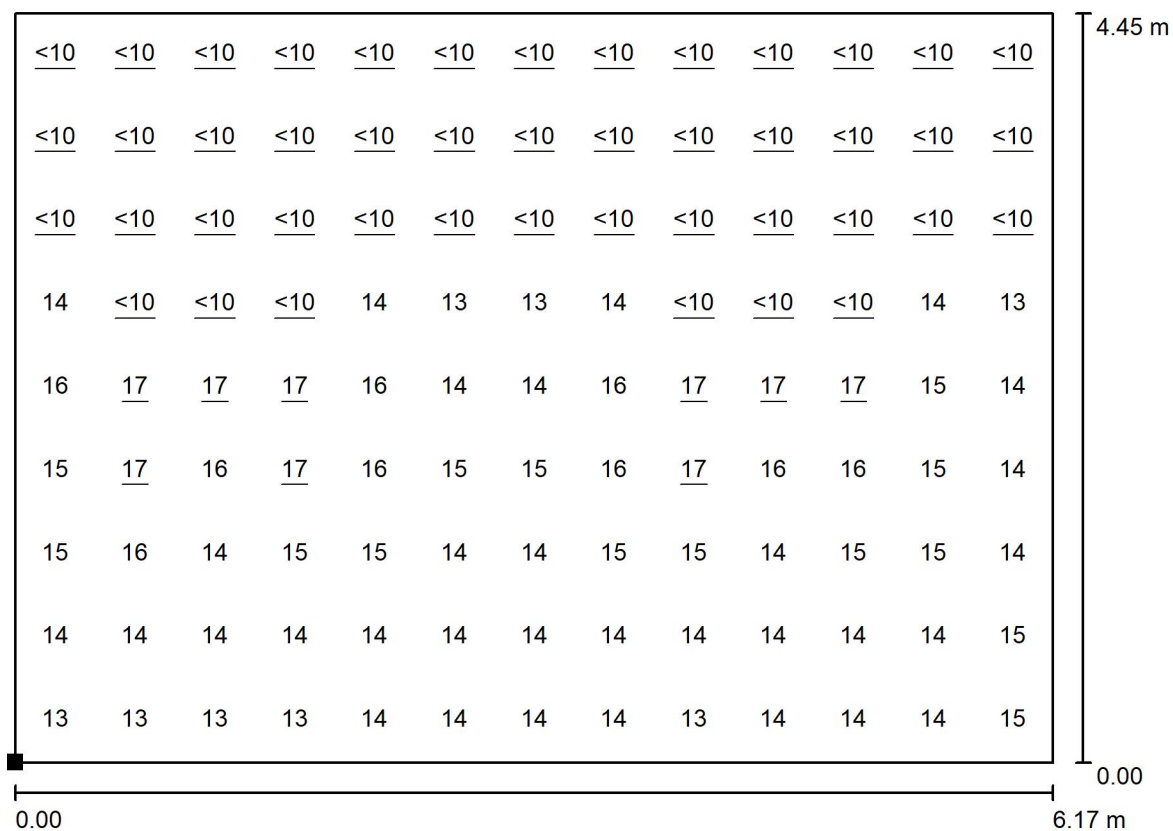 <10 <10 <10 <10 <10 <10 <10 <10 <10 <10 <10 <10 <10
4.45 m
<10 <10 <10 <10 <10 <10 <10 <10 <10 <10 <10 <10 <10
<10 <10 <10 <10 <10 <10 <10 <10 <10 <10 <10 <10 <10
14 <10 <10 <10 14 13 13 14 <10 <10 <10 14 13
16 17 17 17 16 14 14 16 17 17 17 15 14
15 17 16 17 16 15 15 16 17 16 16 15 14
15 16 14 15 15 14 14 15 15 14 15 15 14
14 14 14 14 14 14 14 14 14 14 14 14 15
13 13 13 13 14 14 14 14 13 14 14 14 15
0.00
0.00 6.17 m